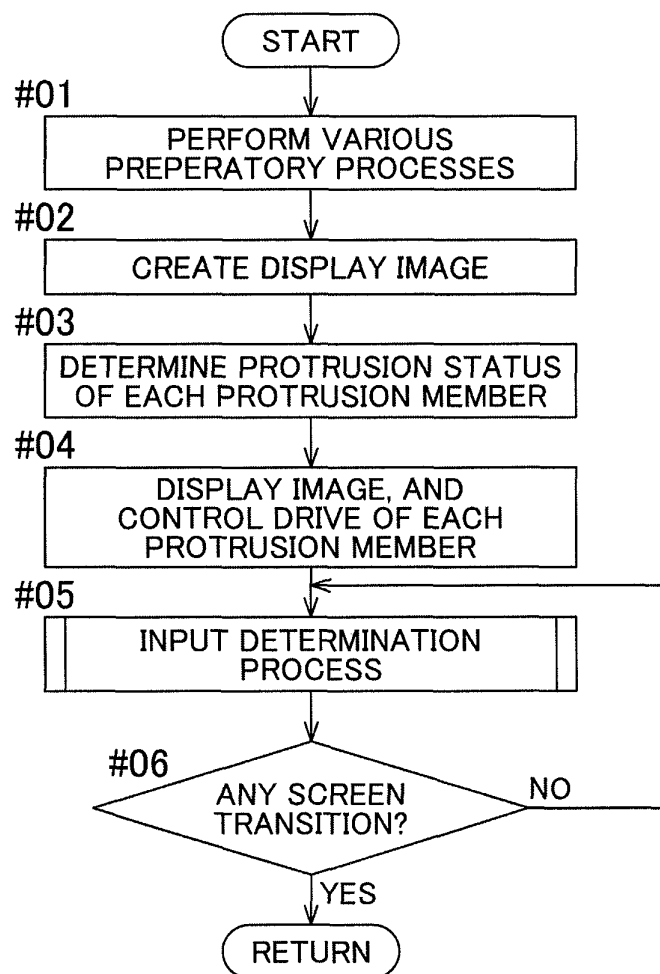 START
#01
PERFORM VARIOUS
PREPERATORY PROCESSES
#02
CREATE DISPLAY IMAGE
#03
DETERMINE PROTRUSION STATUS
OF EACH PROTRUSION MEMBER
#04
DISPLAY IMAGE, AND
CONTROL DRIVE OF EACH
PROTRUSION MEMBER
#05
INPUT DETERMINATION
PROCESS
#06
ANY SCREEN
TRANSITION?
NO
YES
RETURN